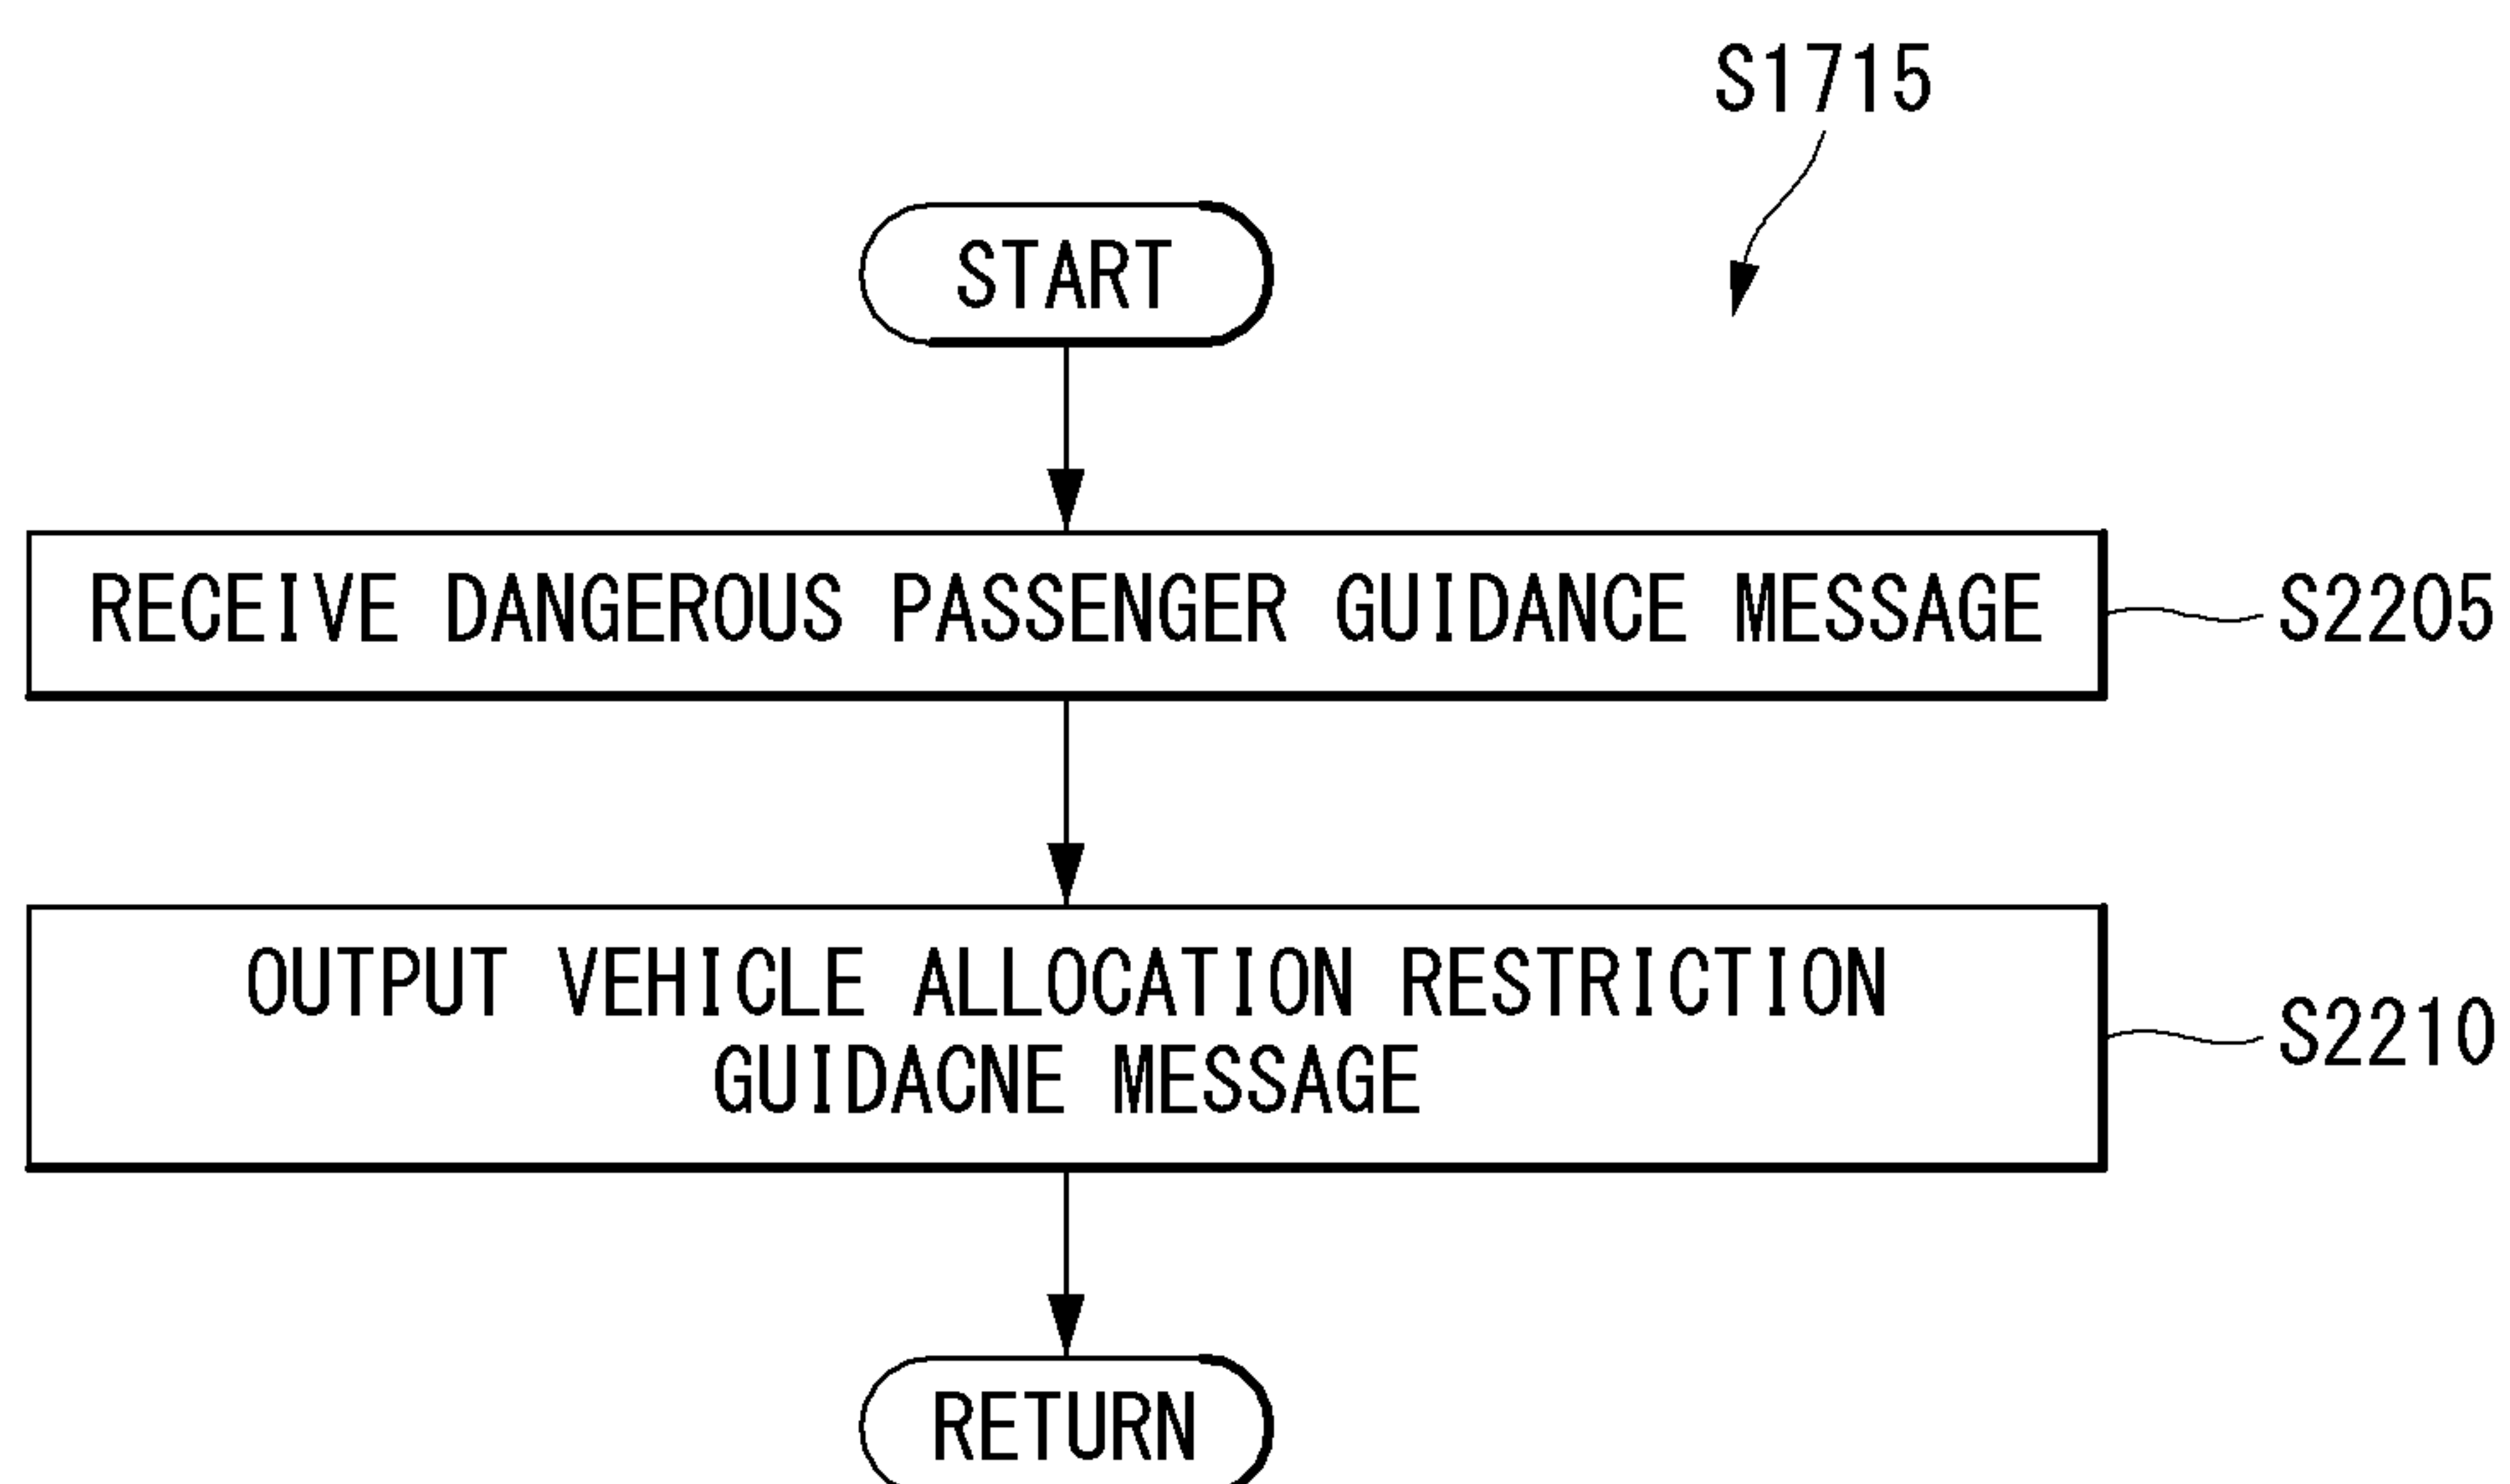 S1715
START
RECEIVE DANGEROUS PASSENGER GUIDANCE MESSAGE
S2205
OUTPUT VEHICLE ALLOCATION RESTRICTION
GUIDACNE MESSAGE
S2210
RETURN